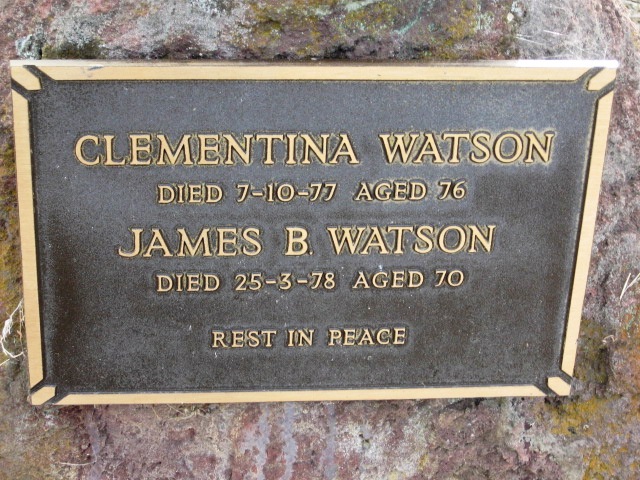 CLEMENTINA WATSON
DIED 7-10-77 AGED 76
JAMES B. WATSON
DIED 25-3-78 AGED 70
REST IN PEACE